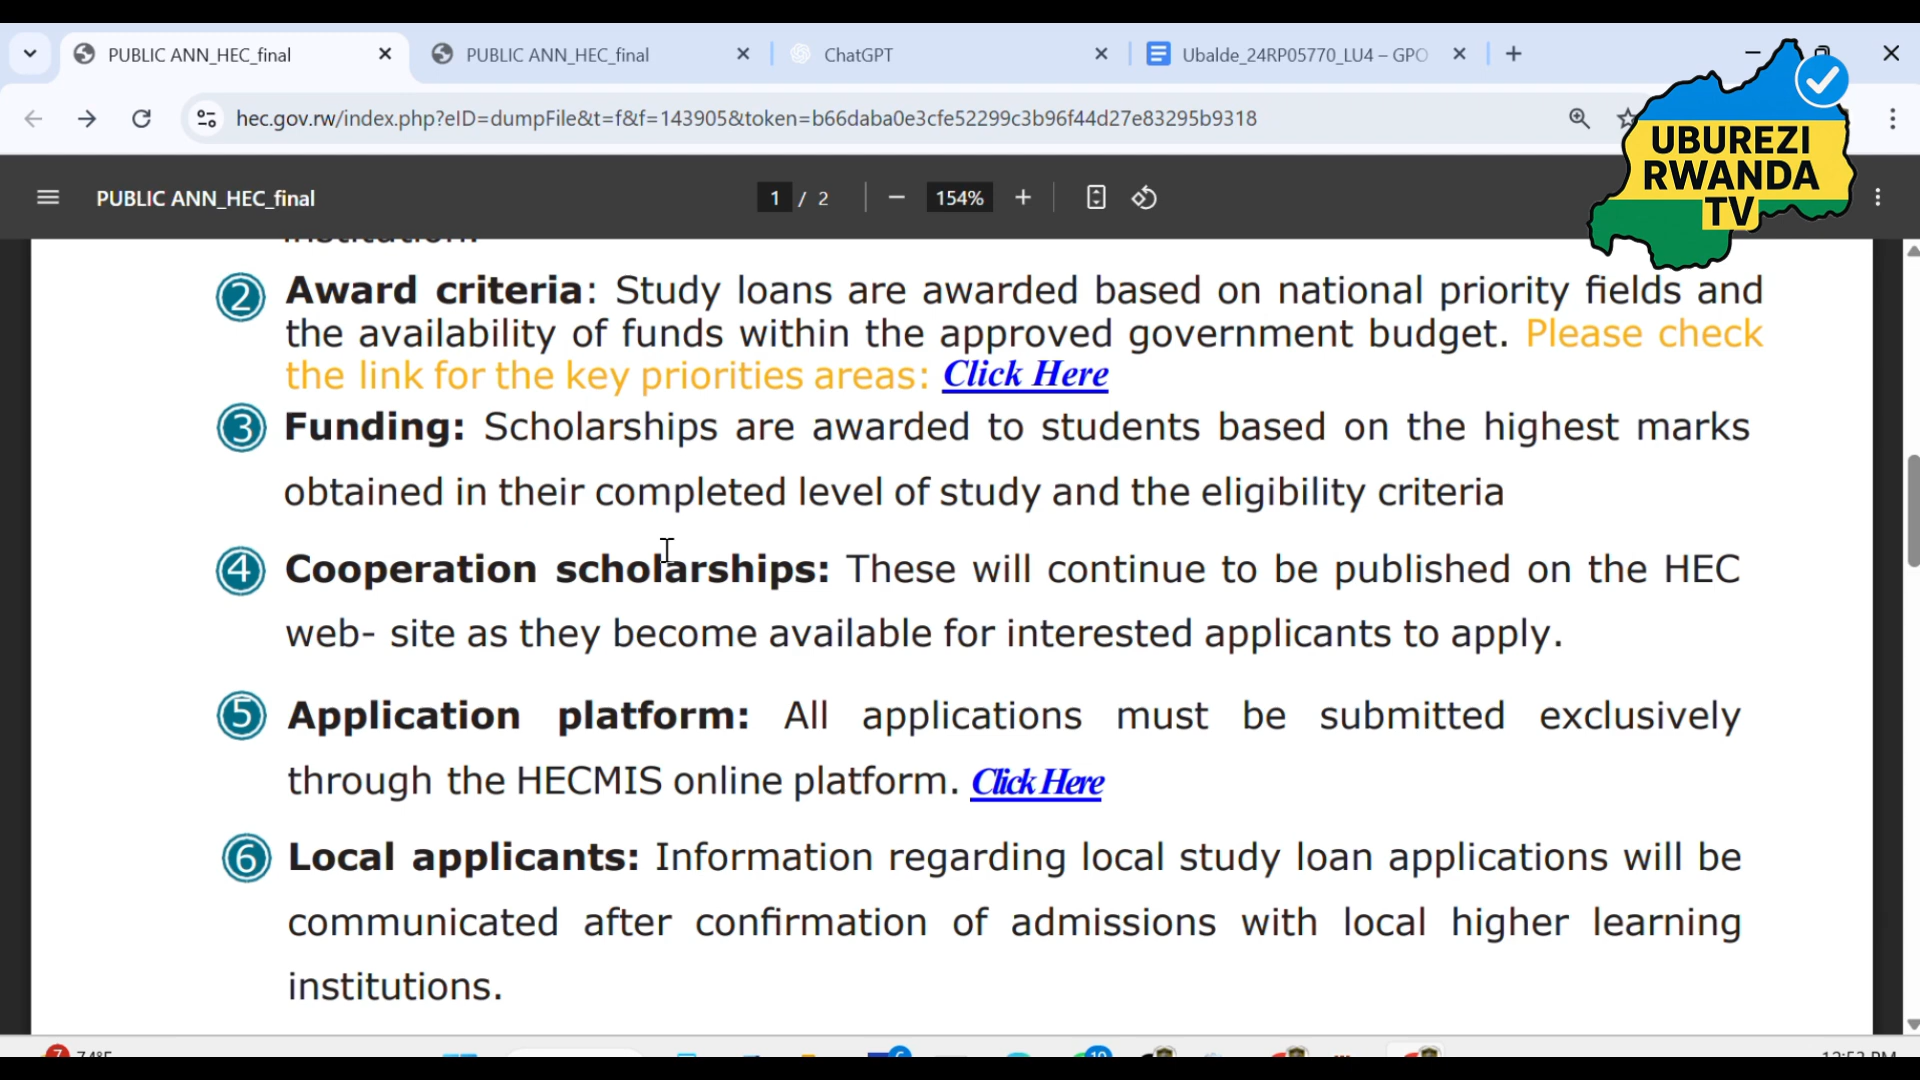 PUBLIC ANN_HEC_final
PUBLIC ANN_HEC_final
ChatGPT
Ubalde_24RP05770_LU4 – GPO
hec.gov.rw/index.php?eID=dumpFile&t=f&f=143905&token=b66daba0e3cfe52299c3b96f44d27e83295b9318
UBUREZI
RWANDA
TV
PUBLIC ANN_HEC_final
1 / 2
154%
institution.
2 Award criteria: Study loans are awarded based on national priority fields and
the availability of funds within the approved government budget. Please check
the link for the key priorities areas: Click Here
3 Funding: Scholarships are awarded to students based on the highest marks
obtained in their completed level of study and the eligibility criteria
4 Cooperation scholarships: These will continue to be published on the HEC
web- site as they become available for interested applicants to apply.
5 Application platform: All applications must be submitted exclusively
through the HECMIS online platform. Click Here
6 Local applicants: Information regarding local study loan applications will be
communicated after confirmation of admissions with local higher learning
institutions.
7 74°F